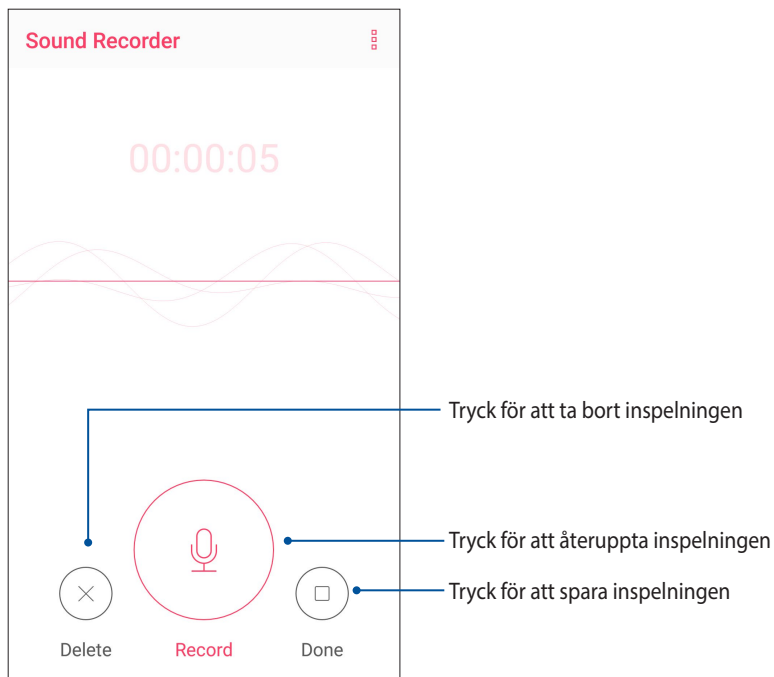 Sound Recorder
00:00:05
Tryck för att ta bort inspelningen
Tryck för att återuppta inspelningen
Tryck för att spara inspelningen
Delete
Record
Done